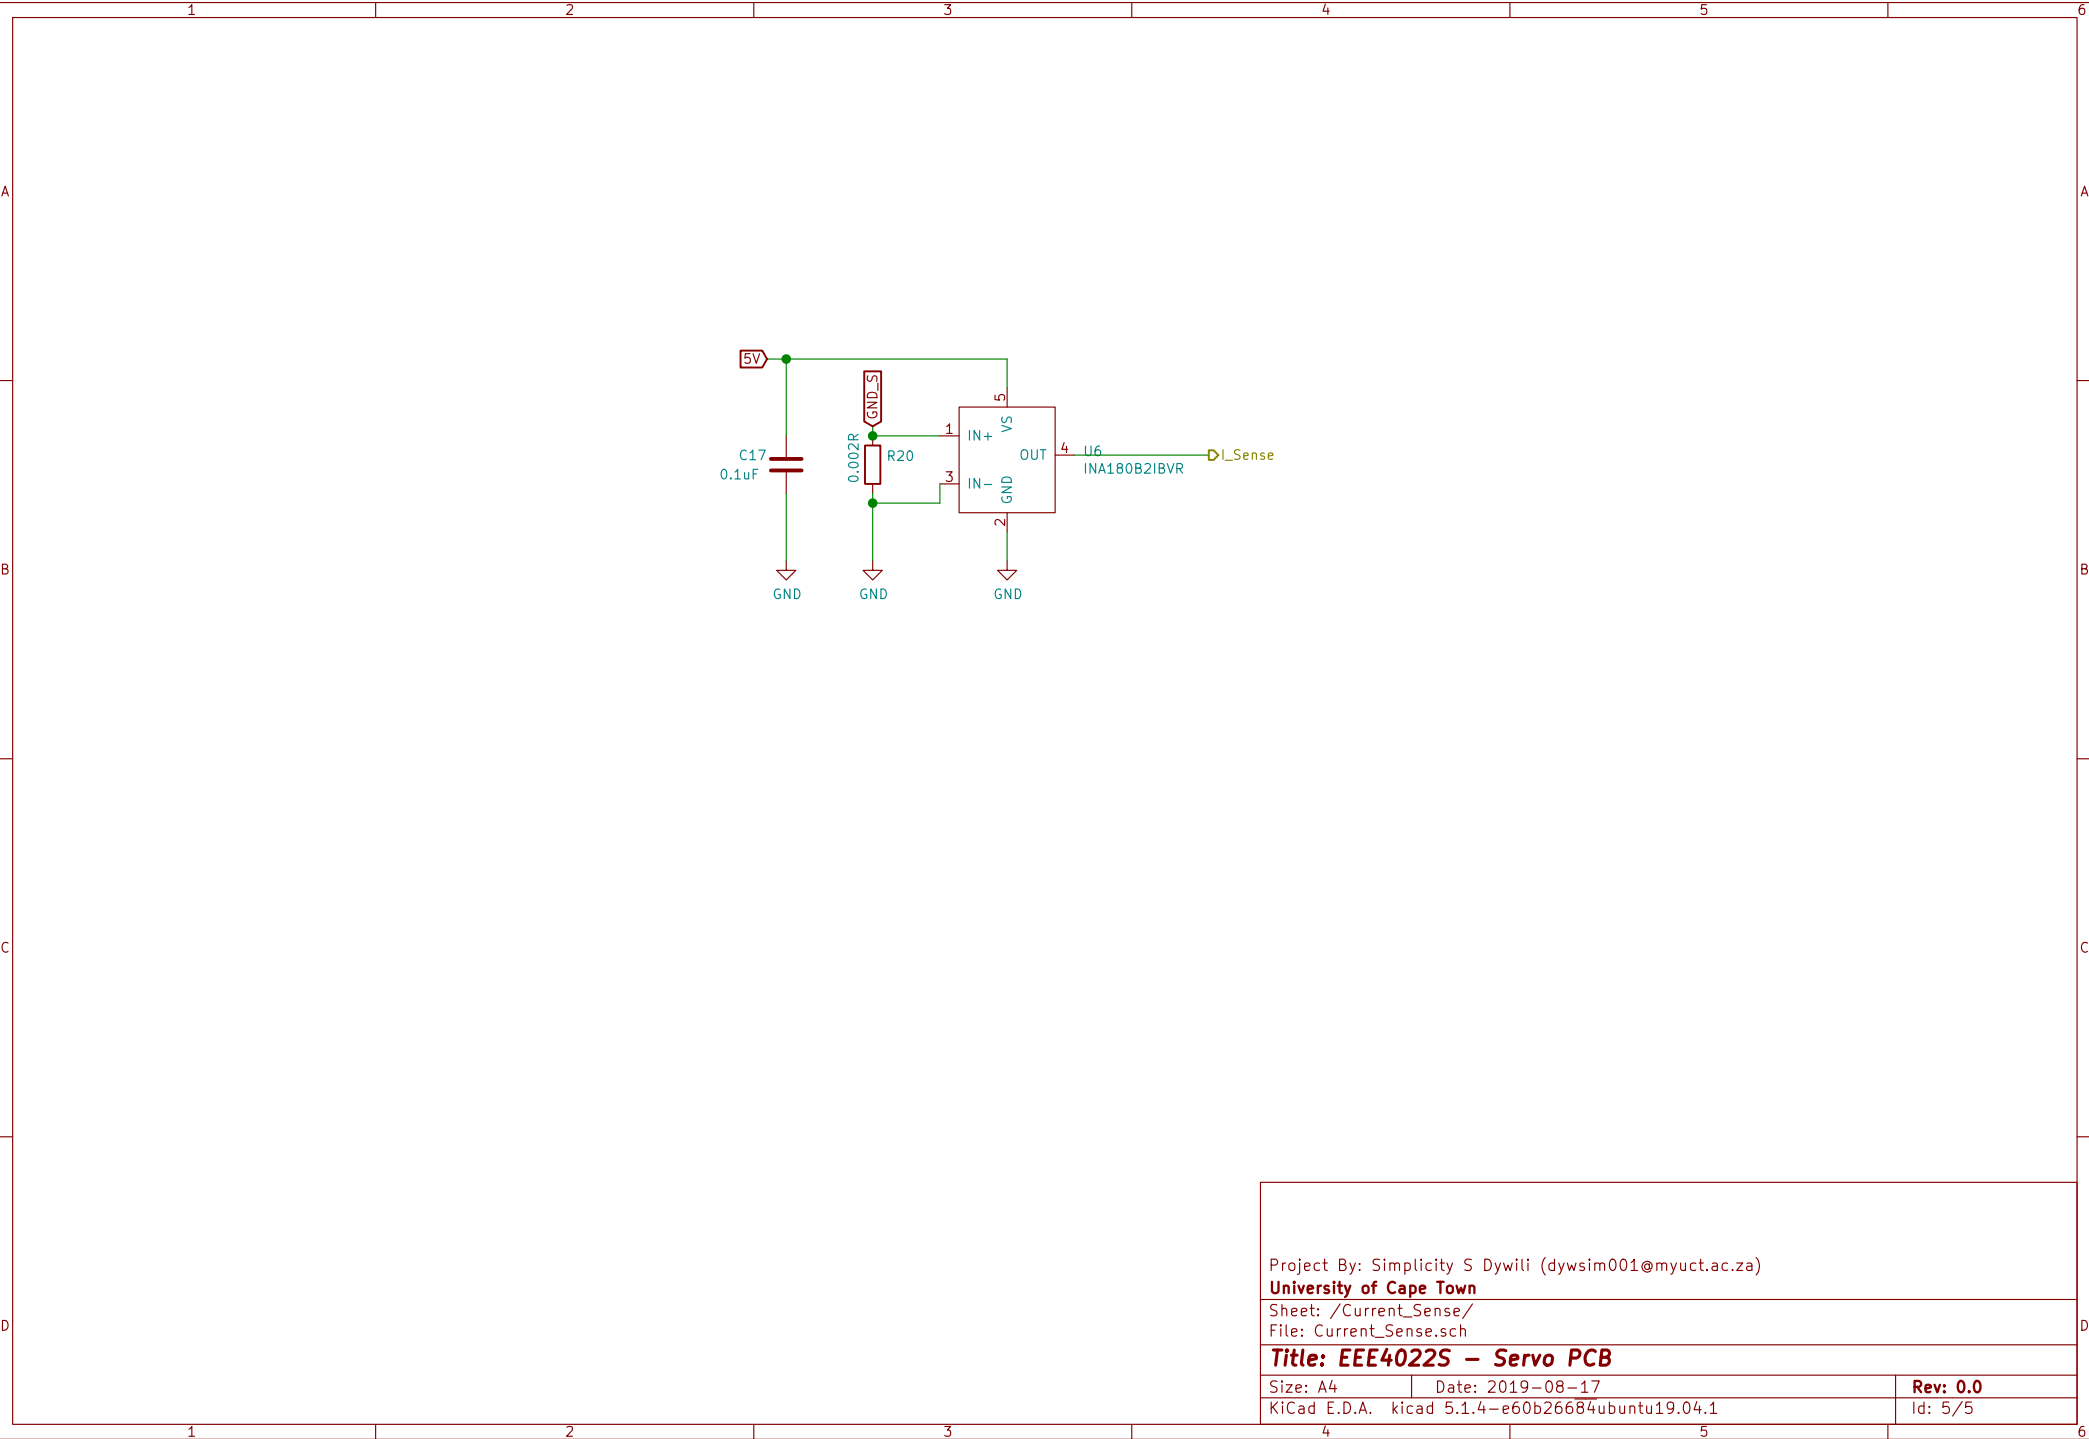 1 2 3 4 5 6
A A
5V
GND_S
5
VS
1 IN+
C17
0.1uF
0.002R
R20
OUT 4
U6
INA180B2IBVR
I_Sense
3 IN-
GND
2
B B
GND GND GND
C C
Project By: Simplicity S Dywili (dywsim001@myuct.ac.za)
University of Cape Town
Sheet: /Current_Sense/
File: Current_Sense.sch
D D
Title: EEE4022S - Servo PCB
Size: A4 Date: 2019-08-17 Rev: 0.0
KiCad E.D.A. kicad 5.1.4-e60b26684ubuntu19.04.1 Id: 5/5
1 2 3 4 5 6